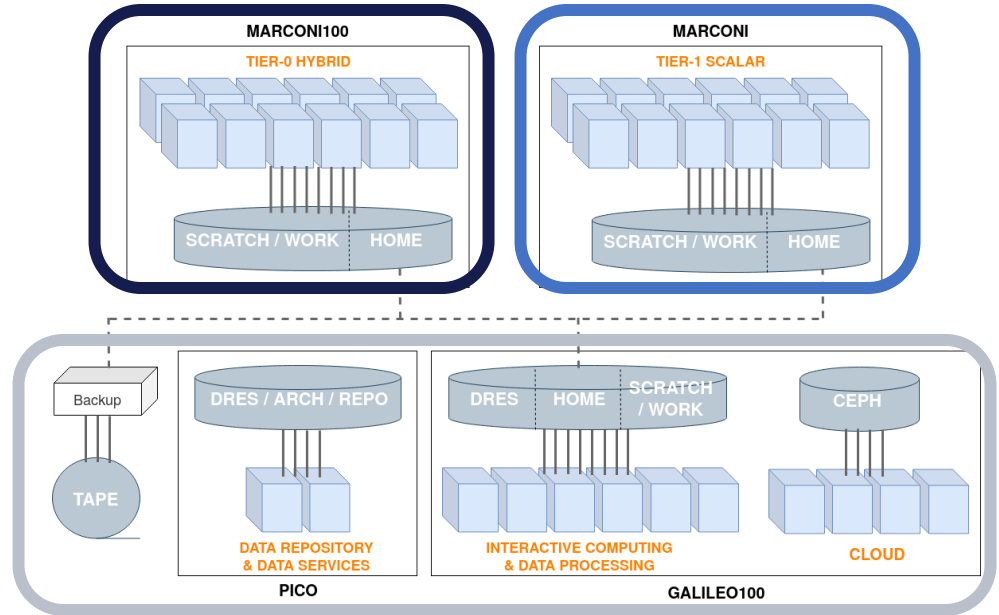 MARCONI100
TIER-0 HYBRID
SCRATCH / WORK
HOME
MARCONI
TIER-1 SCALAR
SCRATCH / WORK
HOME
Backup
TAPE
DRES / ARCH / REPO
DATA REPOSITORY
& DATA SERVICES
PICO
DRES
HOME
SCRATCH
/ WORK
INTERACTIVE COMPUTING
& DATA PROCESSING
CEPH
CLOUD
GALILEO100